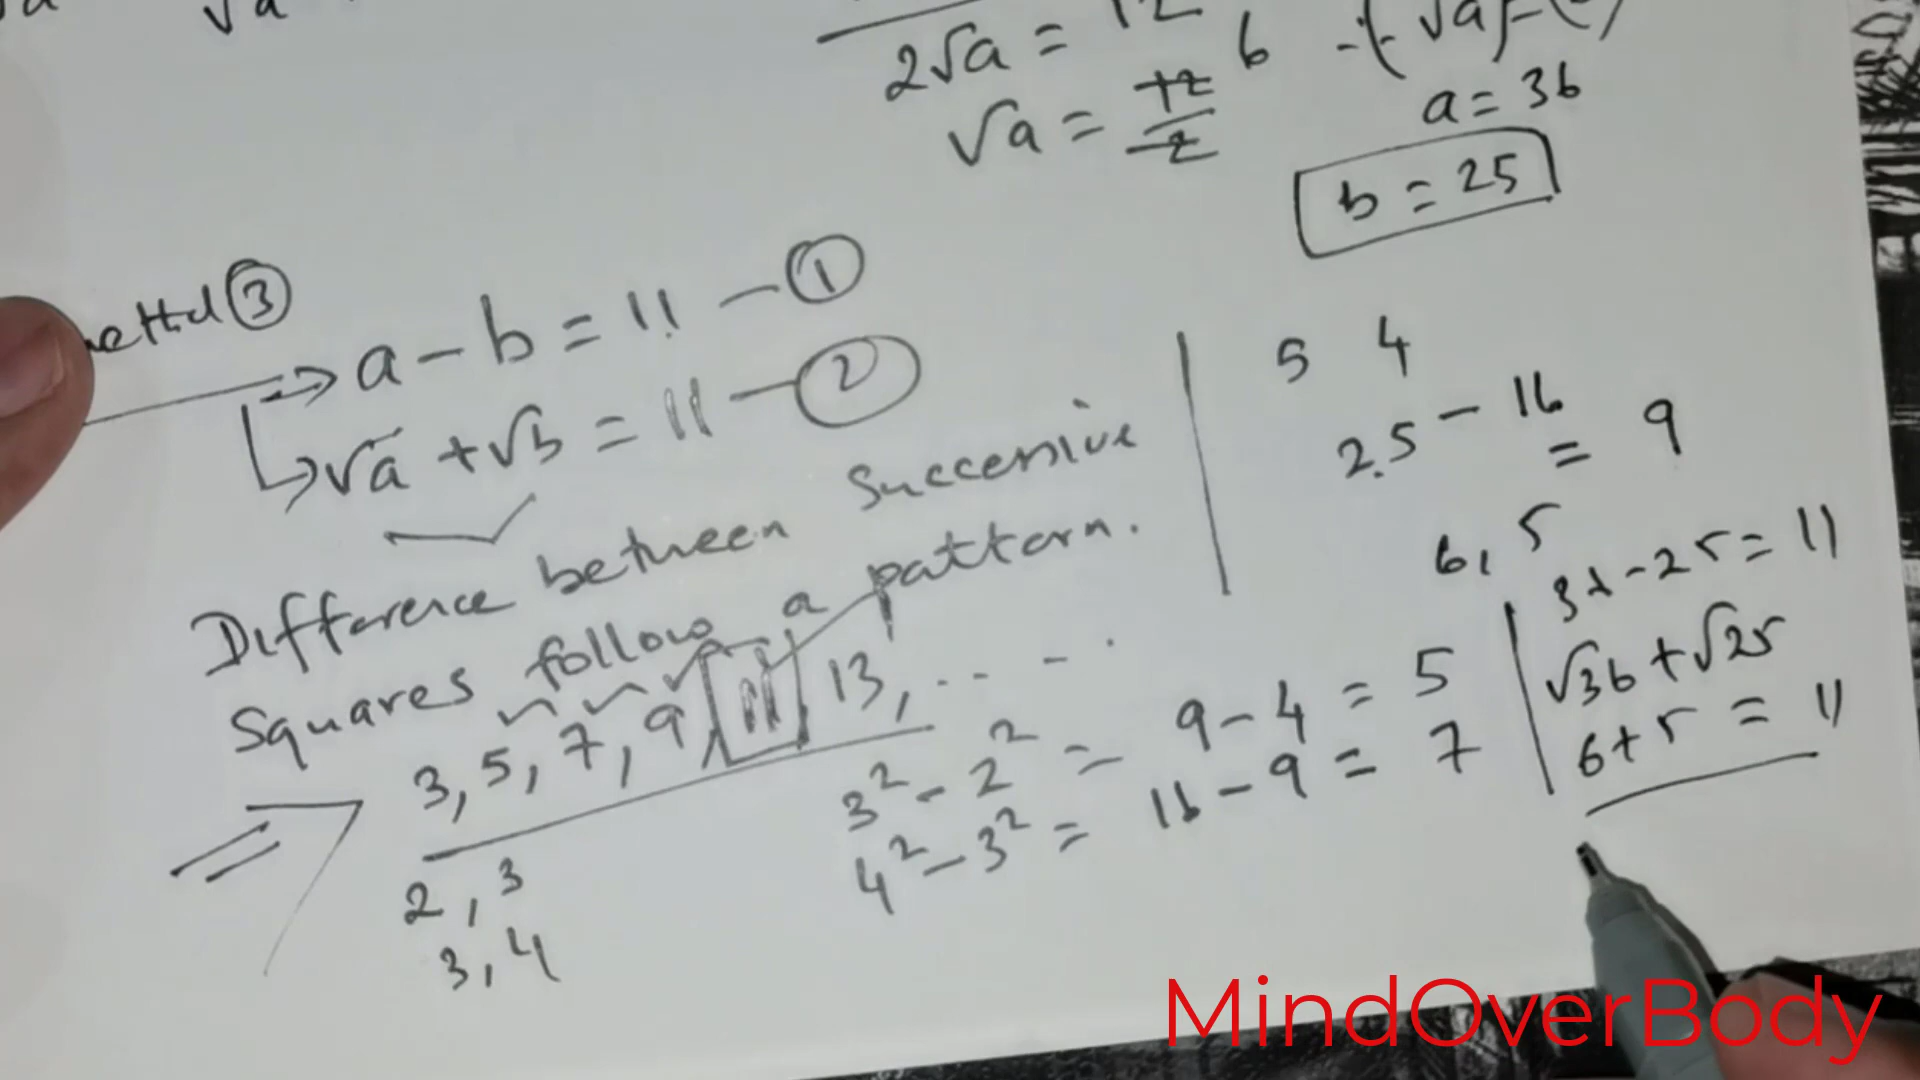 √a
2√a = 12
√a = 12/2 6
a = 36
b = 25
method ③
a - b = 11 — ①
√a + √b = 11 — ②
Difference between successive
squares follow a pattern.
3, 5, 7, 9, 11 13, - - - - .
2, 3
3, 4
3² - 2² = 9 - 4 = 5
4² - 3² = 16 - 9 = 7
5 4
25 - 16
= 9
6, 5
36 - 25 = 11
√36 + √25
6 + 5 = 11
MindOverBody